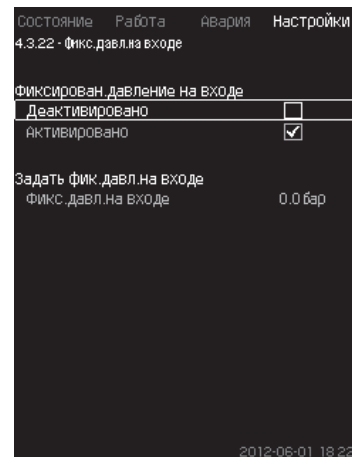 Состояние Работа Авария Настройки
4.3.22 - Фикс.давл.на входе
Фиксирован.давление на входе
Деактивировано
Активировано
Задать фик.давл.на входе
Фикс.давл.на входе 0.0 бар
2012-06-01 18:22